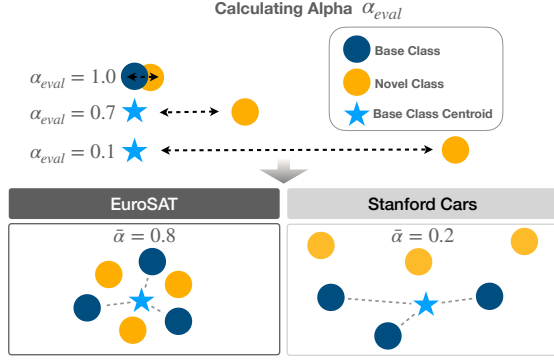 Calculating Alpha α_eval
Base Class
Novel Class
Base Class Centroid
α_eval = 1.0
α_eval = 0.7
α_eval = 0.1
EuroSAT
Stanford Cars
ᾱ = 0.8
ᾱ = 0.2